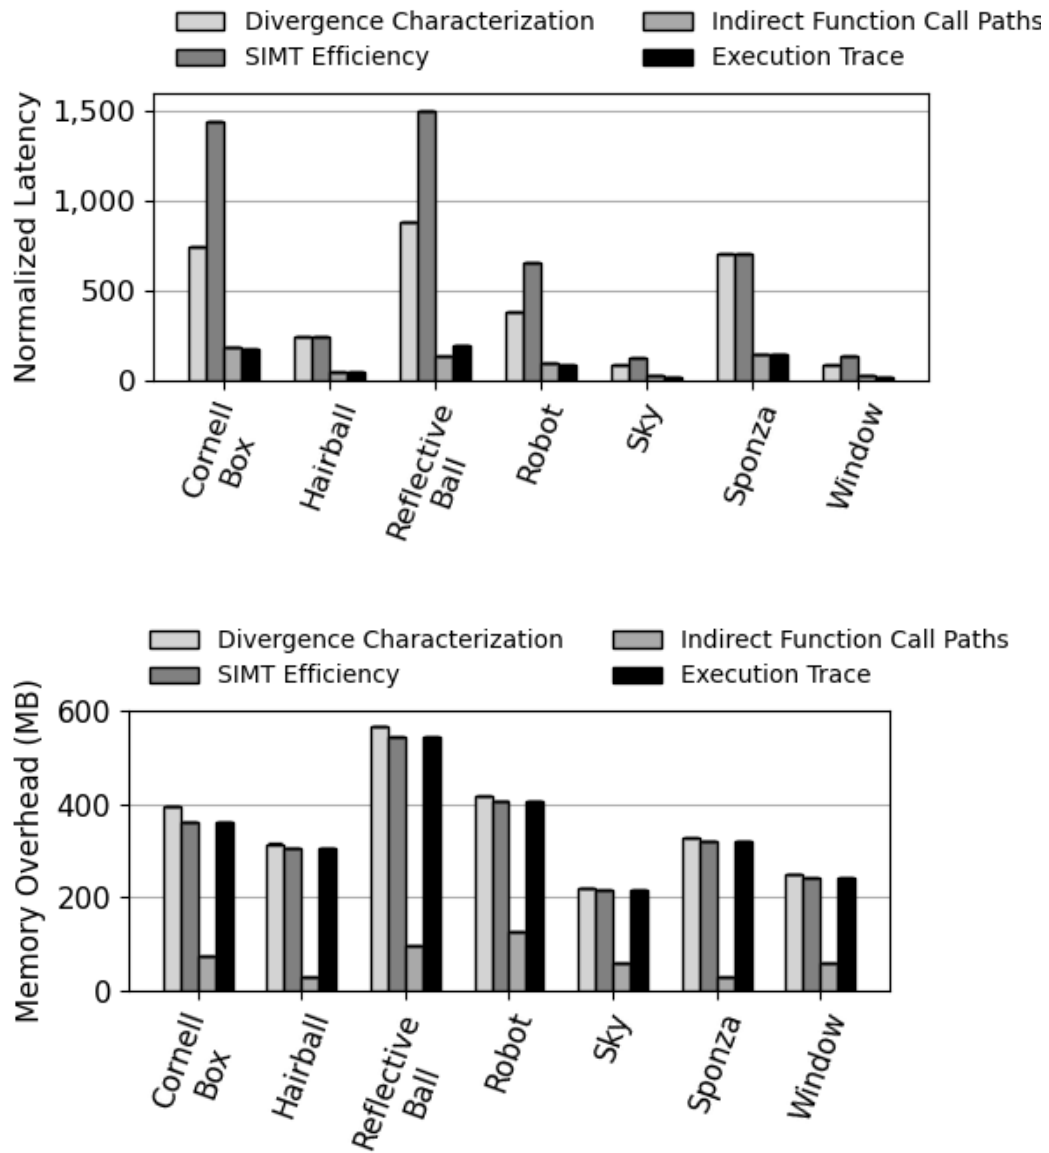 Divergence Characterization
Indirect Function Call Paths
SIMT Efficiency
Execution Trace
Normalized Latency
1,500
1,000
500
0
Cornell
Box
Hairball
Reflective
Ball
Robot
Sky
Sponza
Window
Divergence Characterization
Indirect Function Call Paths
SIMT Efficiency
Execution Trace
Memory Overhead (MB)
600
400
200
0
Cornell
Box
Hairball
Reflective
Ball
Robot
Sky
Sponza
Window